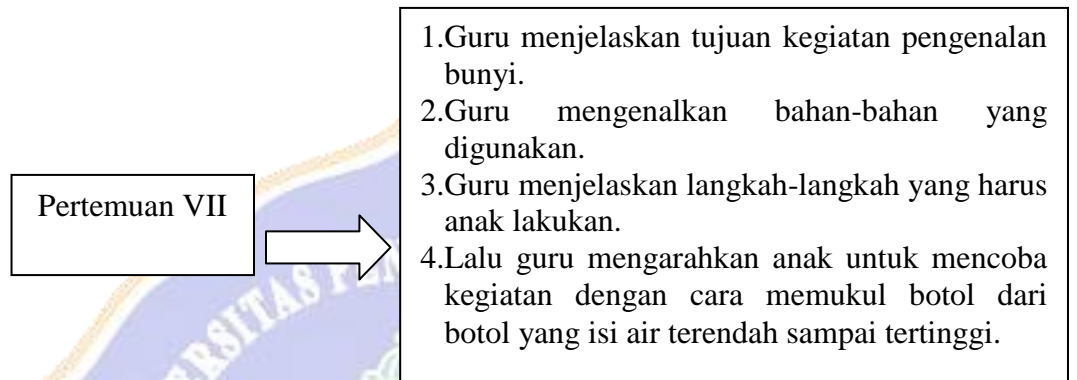 1.Guru menjelaskan tujuan kegiatan pengenalan
bunyi.
2.Guru mengenalkan bahan-bahan yang
digunakan.
3.Guru menjelaskan langkah-langkah yang harus
anak lakukan.
4.Lalu guru mengarahkan anak untuk mencoba
kegiatan dengan cara memukul botol dari
botol yang isi air terendah sampai tertinggi.
Pertemuan VII